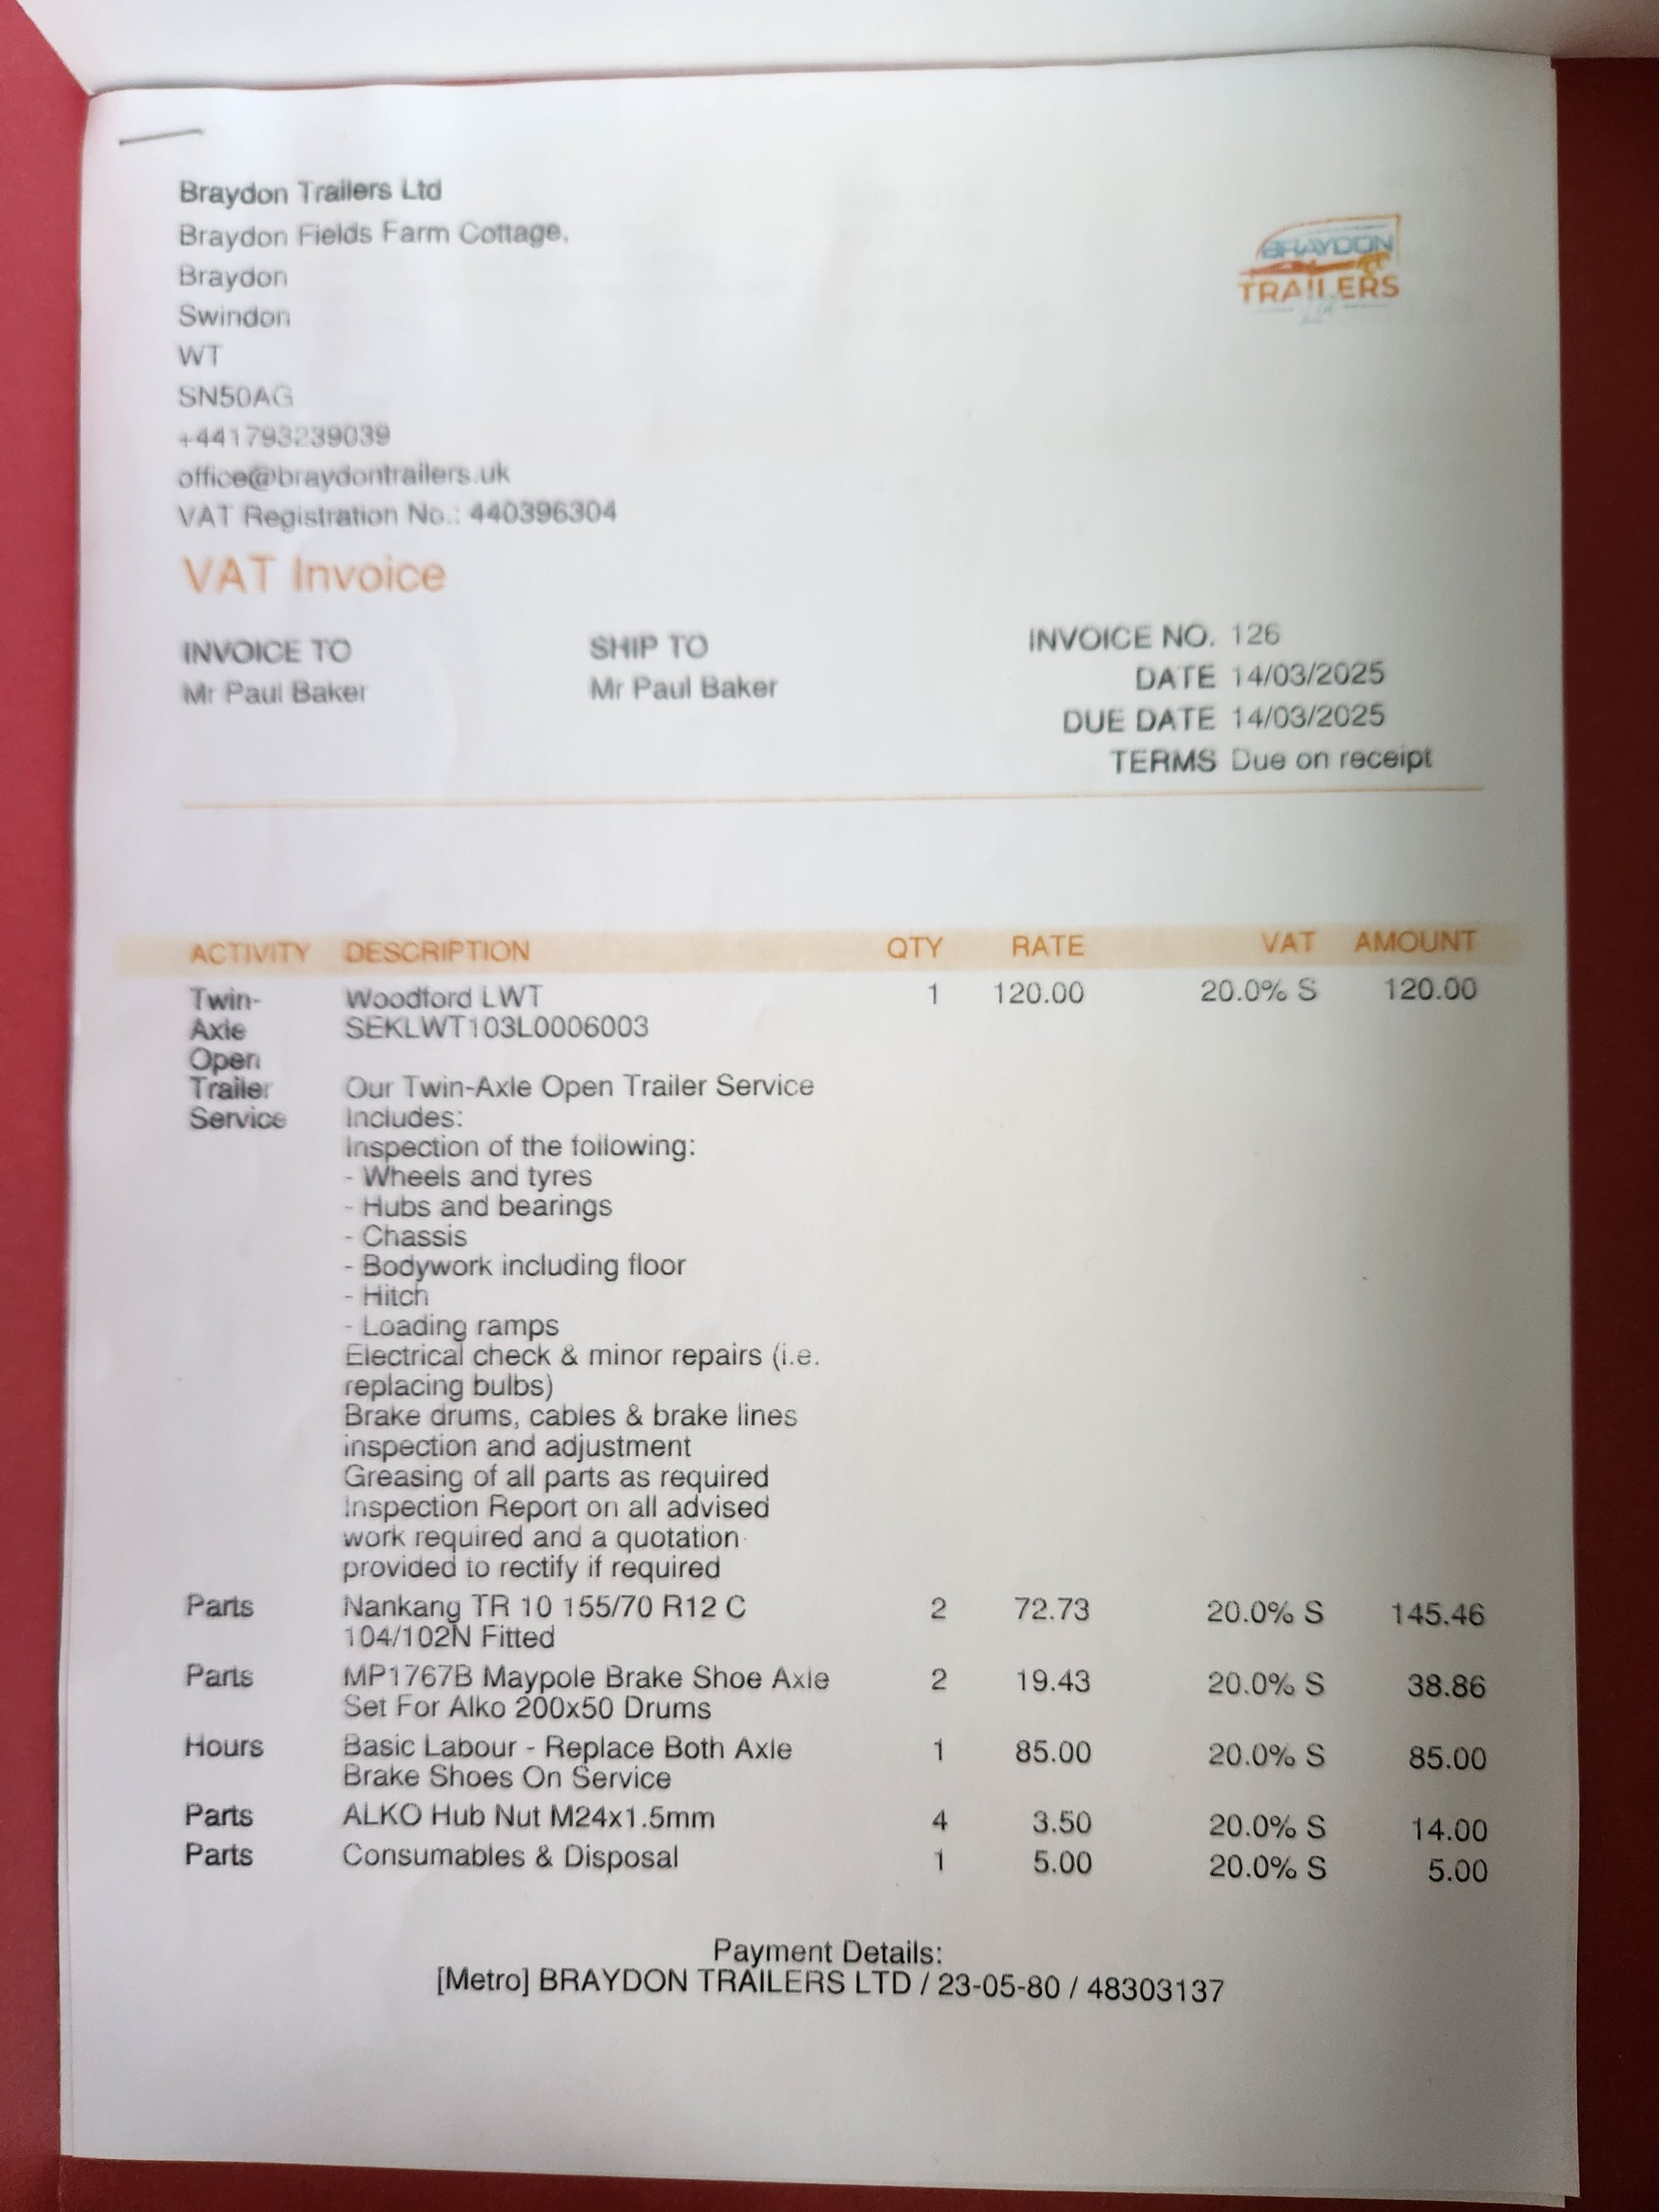 Braydon Trailers Ltd
Braydon Fields Farm Cottage,
Braydon
Swindon
WT
SN50AG
+441793239039
office@braydontrailers.uk
VAT Registration No.: 440396304
BRAYDON
TRAILERS
Ltd
VAT Invoice
INVOICE TO
Mr Paul Baker
SHIP TO
Mr Paul Baker
INVOICE NO. 126
DATE 14/03/2025
DUE DATE 14/03/2025
TERMS Due on receipt
ACTIVITY DESCRIPTION QTY RATE VAT AMOUNT
Twin- Woodford LWT 1 120.00 20.0% S 120.00
Axle SEKLWT103L0006003
Open
Trailer Our Twin-Axle Open Trailer Service
Service Includes:
Inspection of the following:
- Wheels and tyres
- Hubs and bearings
- Chassis
- Bodywork including floor
- Hitch
- Loading ramps
Electrical check & minor repairs (i.e.
replacing bulbs)
Brake drums, cables & brake lines
inspection and adjustment
Greasing of all parts as required
Inspection Report on all advised
work required and a quotation
provided to rectify if required
Parts Nankang TR 10 155/70 R12 C 2 72.73 20.0% S 145.46
104/102N Fitted
Parts MP1767B Maypole Brake Shoe Axle 2 19.43 20.0% S 38.86
Set For Alko 200x50 Drums
Hours Basic Labour - Replace Both Axle 1 85.00 20.0% S 85.00
Brake Shoes On Service
Parts ALKO Hub Nut M24x1.5mm 4 3.50 20.0% S 14.00
Parts Consumables & Disposal 1 5.00 20.0% S 5.00
Payment Details:
[Metro] BRAYDON TRAILERS LTD / 23-05-80 / 48303137